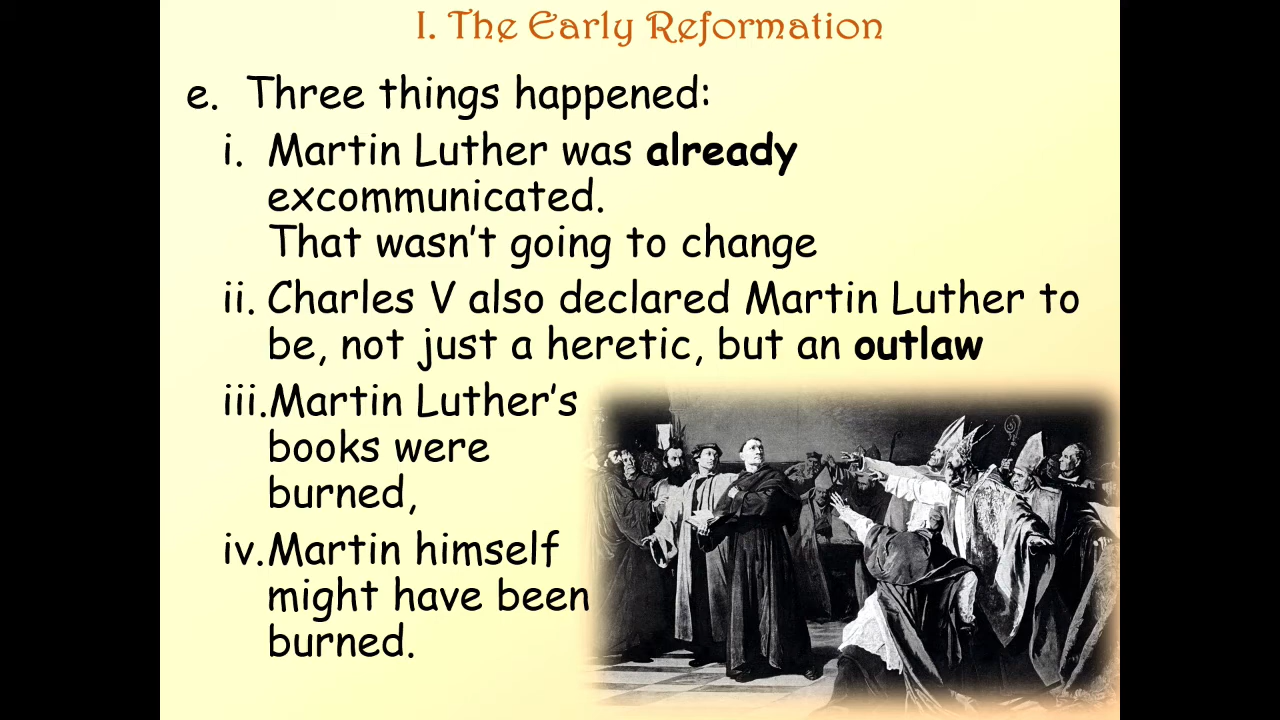 I. The Early Reformation
e. Three things happened:
i. Martin Luther was already
excommunicated.
That wasn't going to change
ii. Charles V also declared Martin Luther to
be, not just a heretic, but an outlaw
iii.Martin Luther's
books were
burned,
iv.Martin himself
might have been
burned.